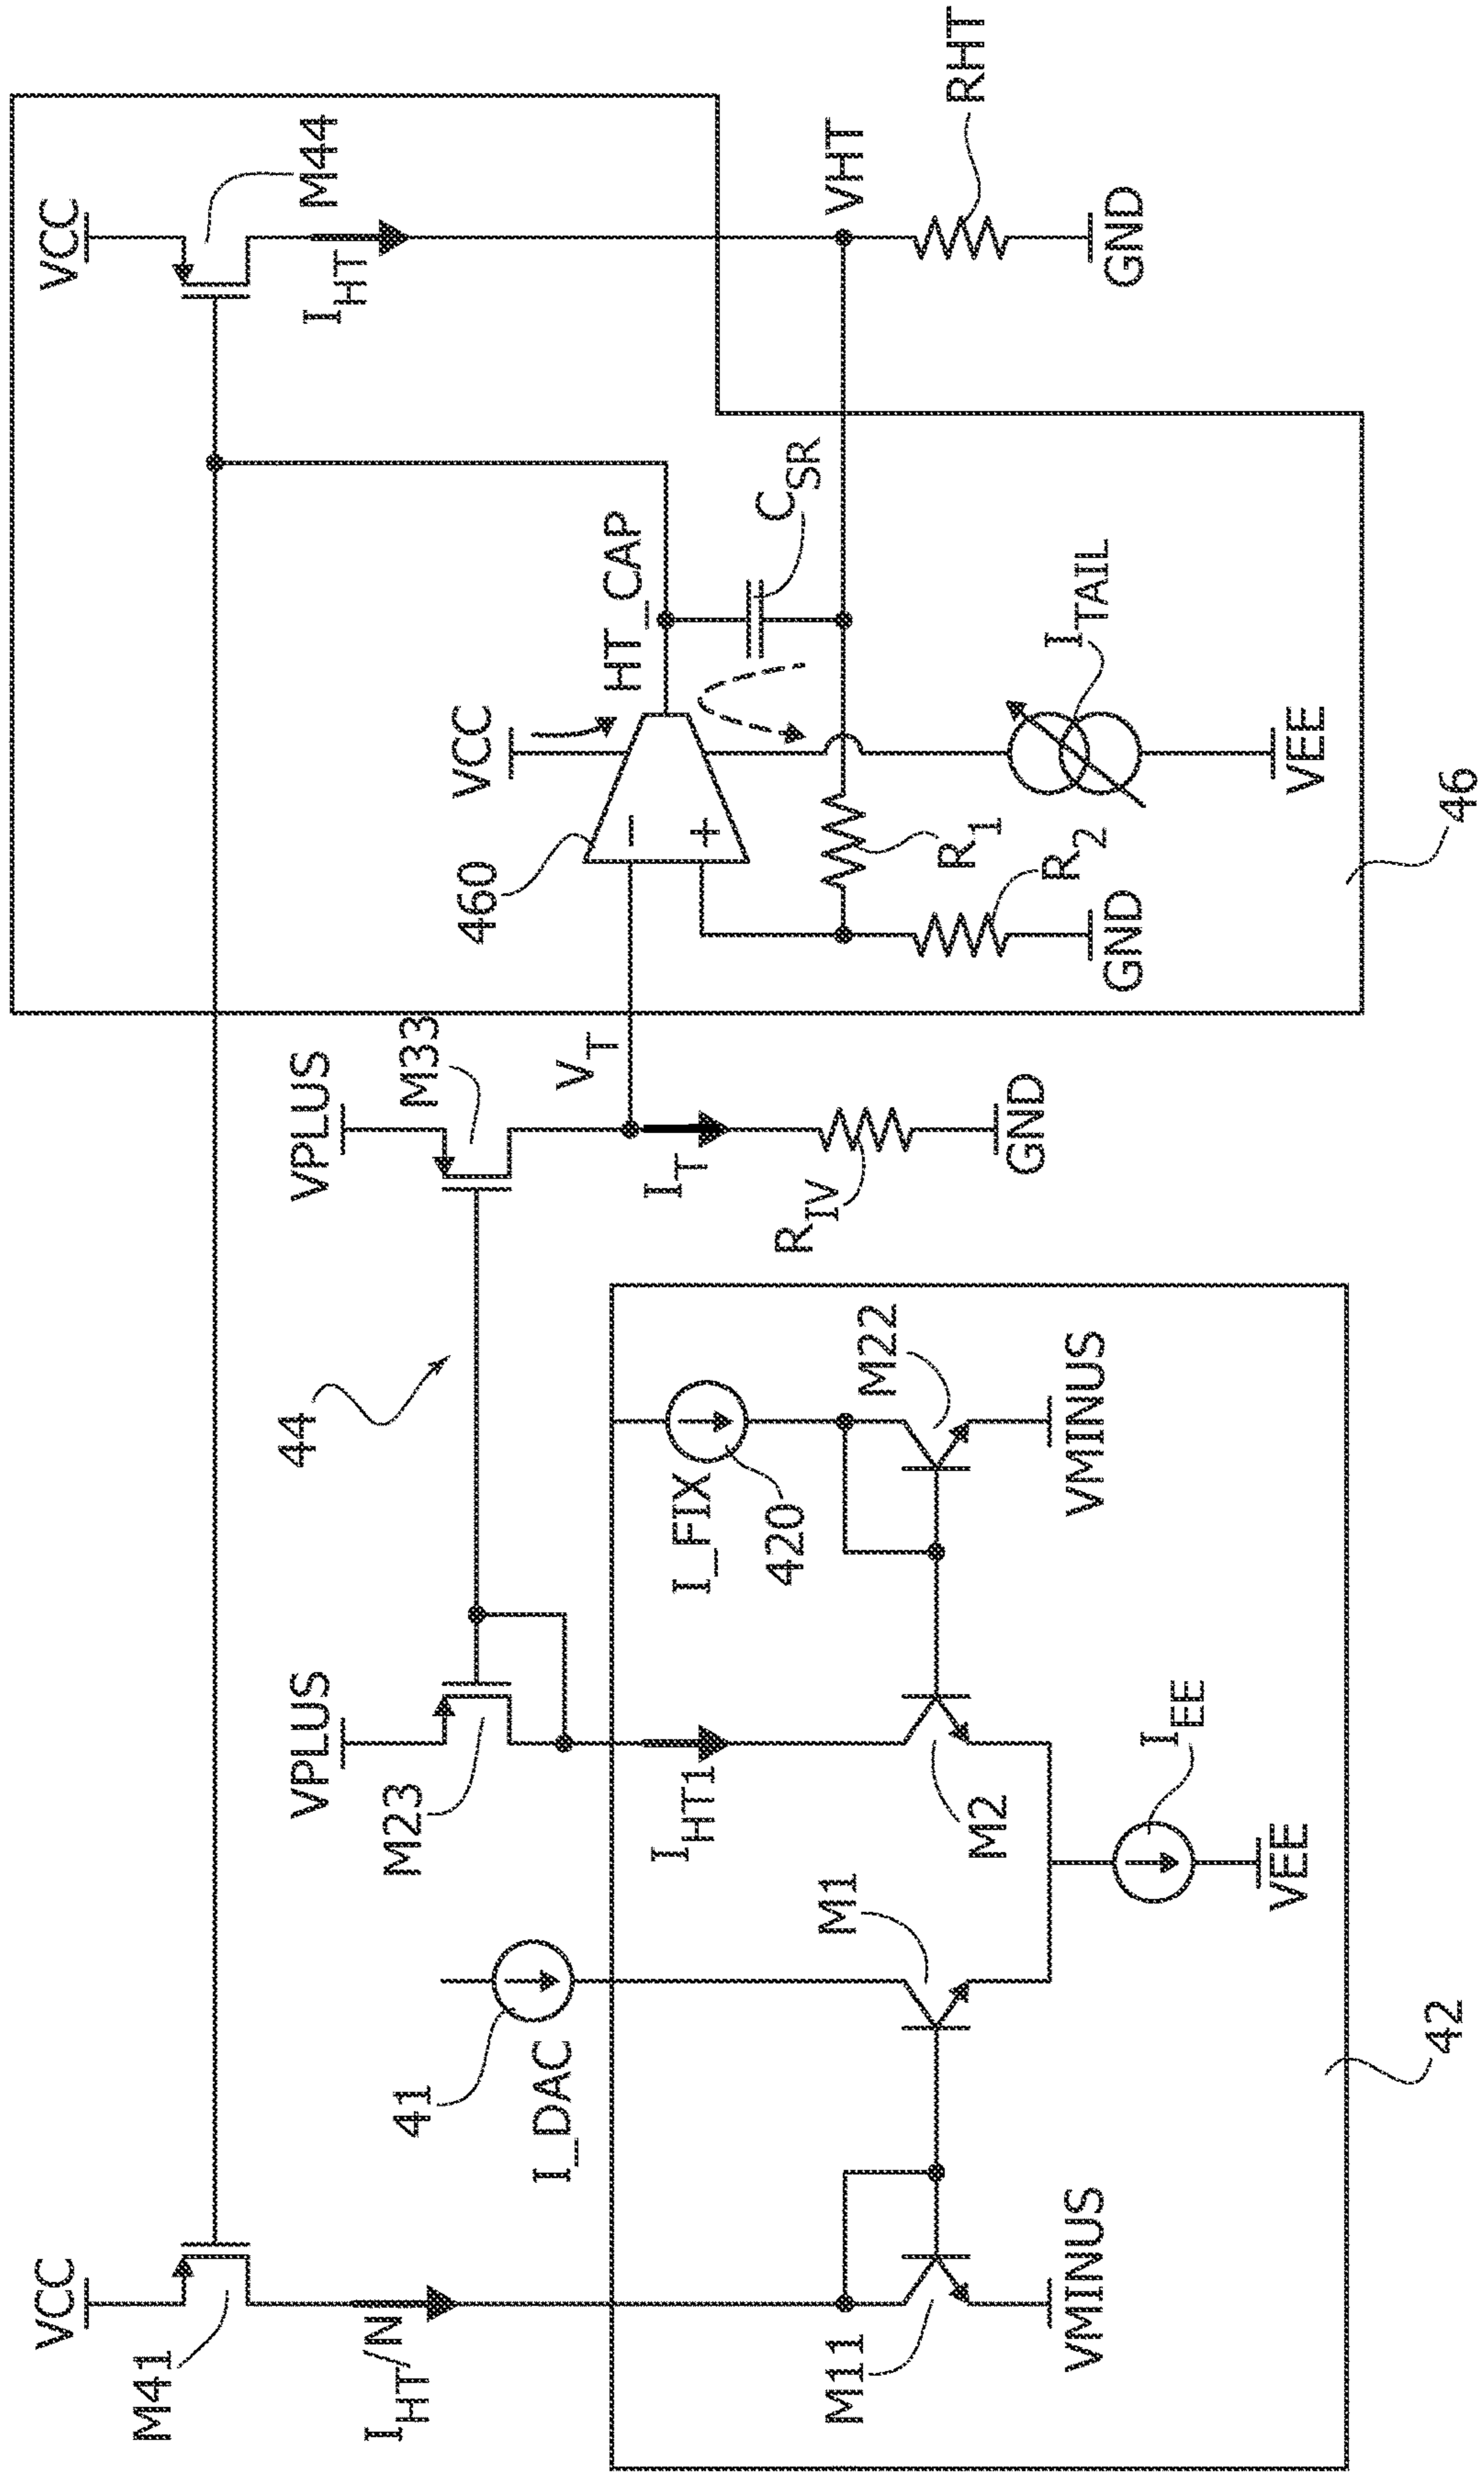 VCC
M41
I_HT/N
VCC
M44
I_HT
VPLUS
M23
44
VPLUS
M33
V_T
I_T
R_IV
GND
41
I_DAC
I_HT1
I_FIX
420
M11
VMINUS
M1
M2
M22
VMINUS
I_EE
VEE
42
460
VCC
HT_CAP
C_SR
VHT
RHT
GND
R_1
R_2
GND
I_TAIL
VEE
46